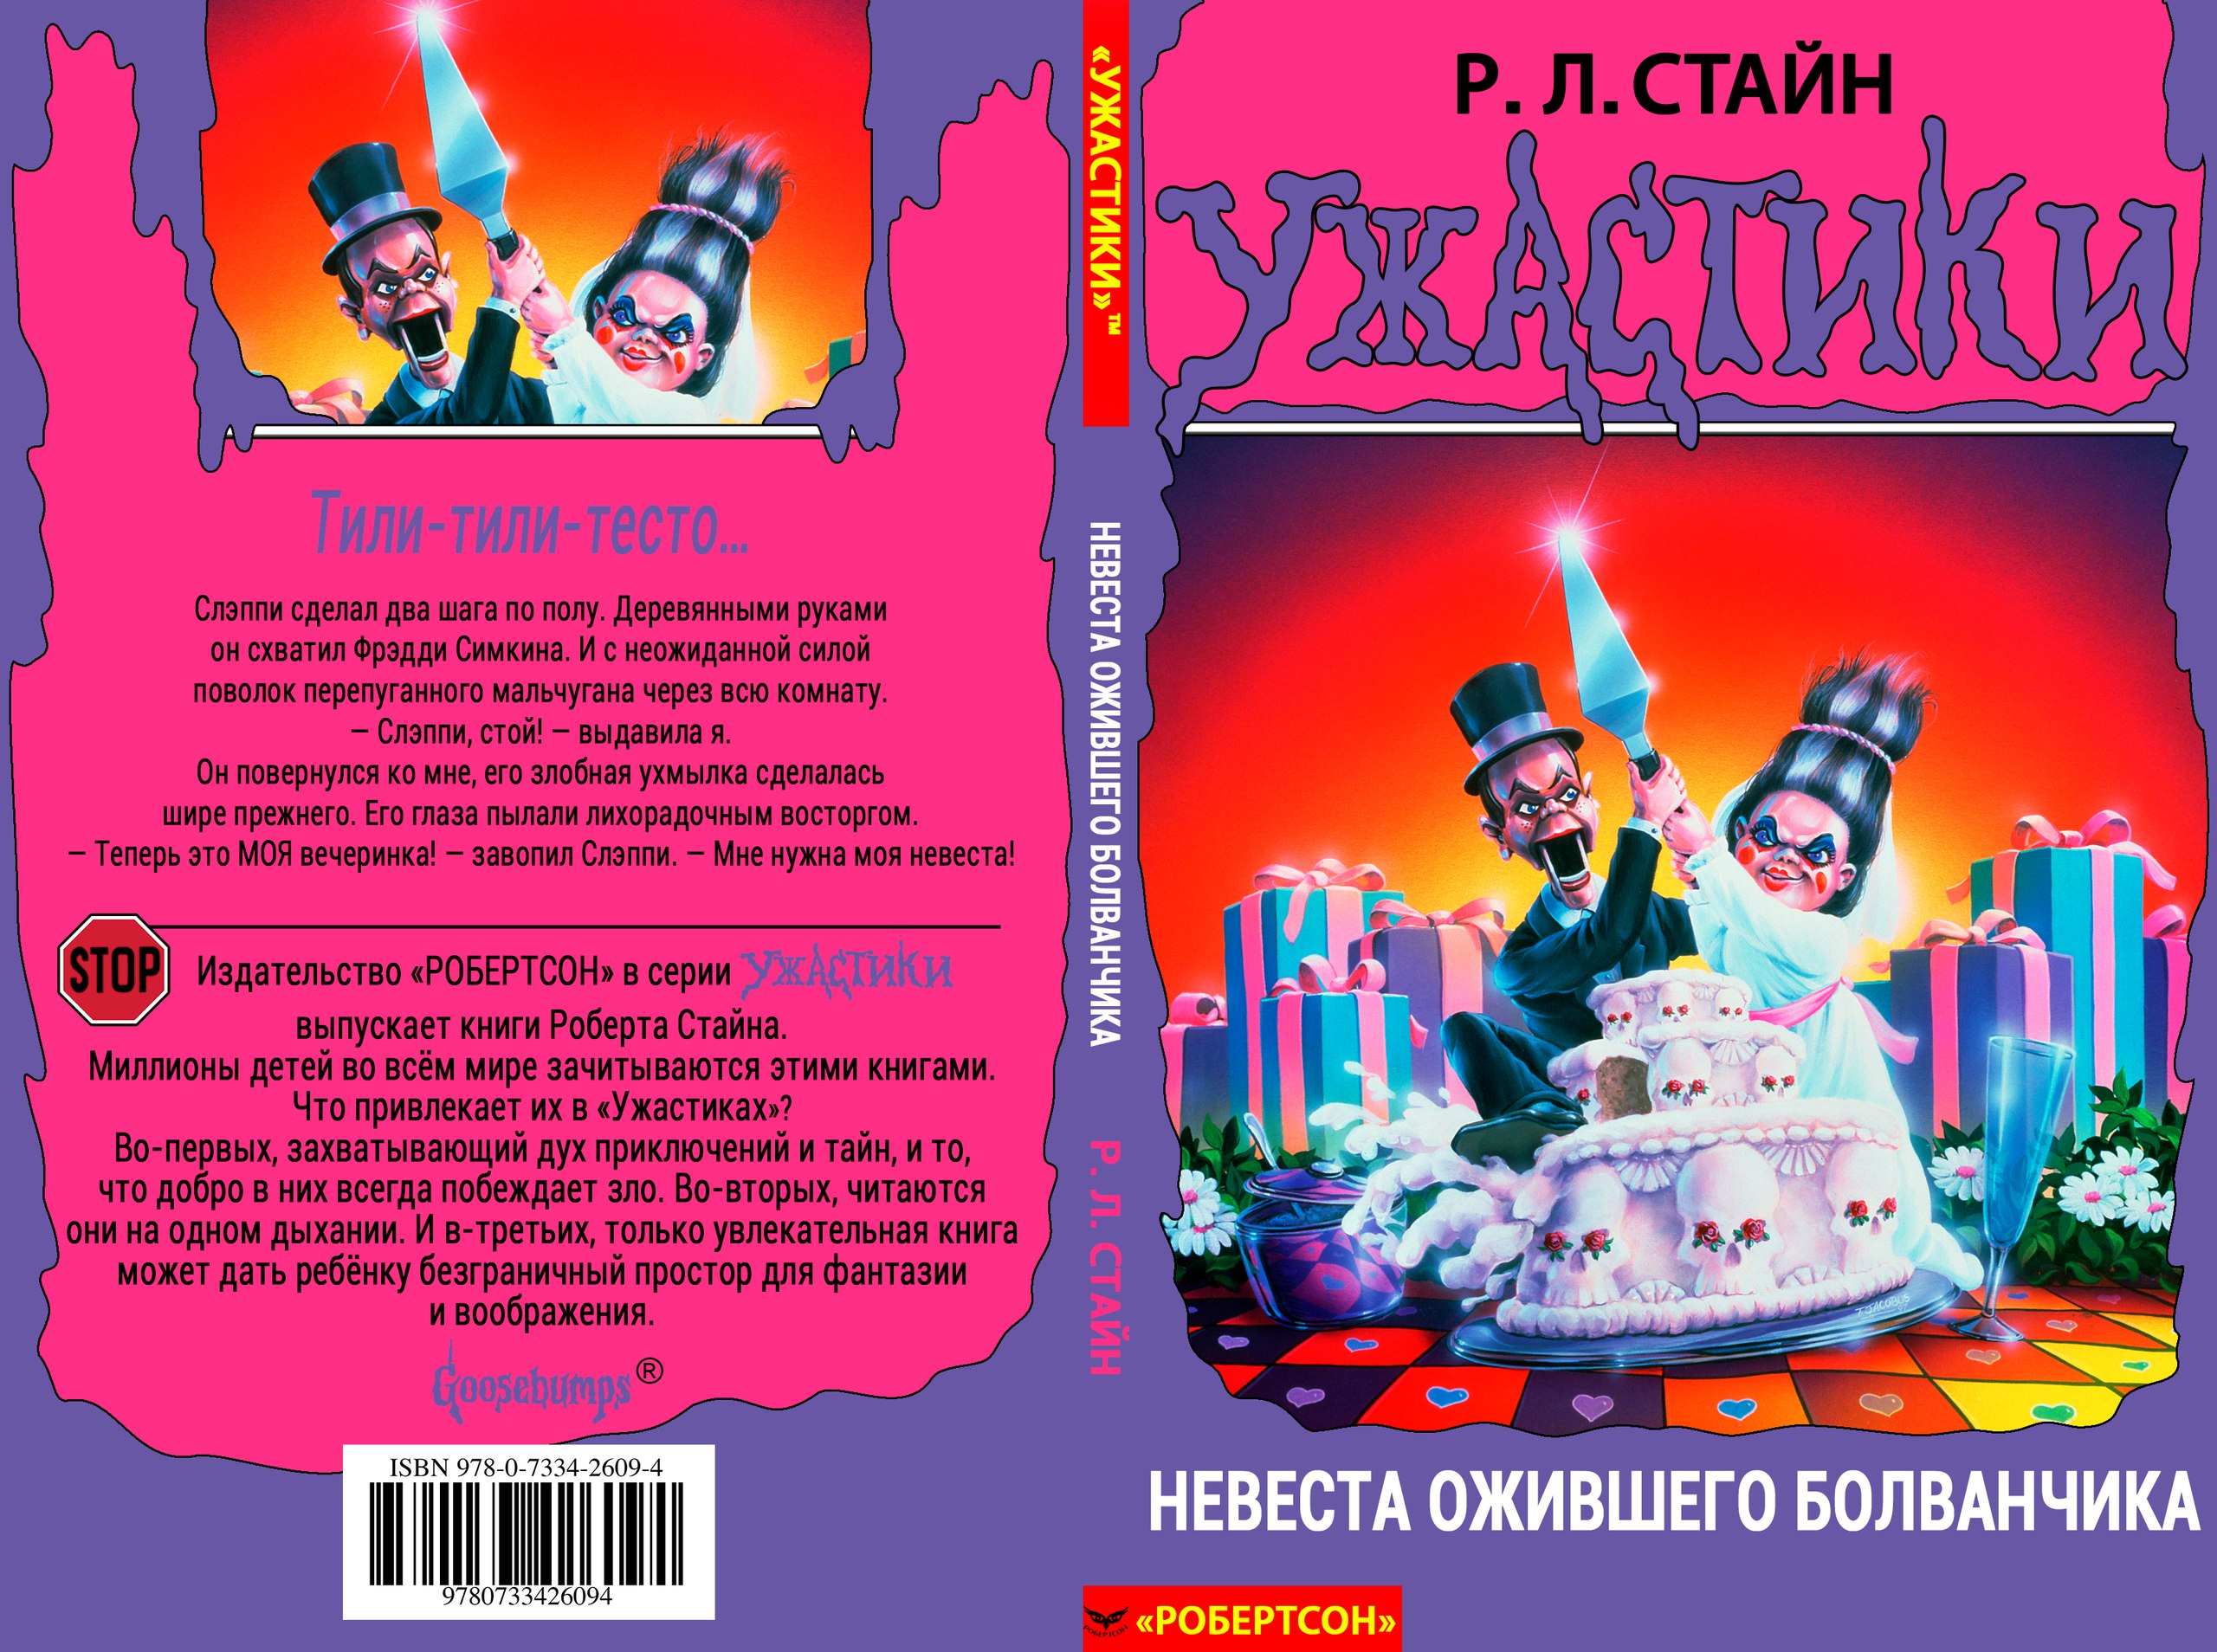 Тили-тили-тесто...
Слэппи сделал два шага по полу. Деревянными руками
он схватил Фрэдди Симкина. И с неожиданной силой
поволок перепуганного мальчугана через всю комнату.
— Слэппи, стой! — выдавила я.
Он повернулся ко мне, его злобная ухмылка сделалась
шире прежнего. Его глаза пылали лихорадочным восторгом.
— Теперь это МОЯ вечеринка! — завопил Слэппи. — Мне нужна моя невеста!
STOP
Издательство «РОБЕРТСОН» в серии УЖАСТИКИ
выпускает книги Роберта Стайна.
Миллионы детей во всём мире зачитываются этими книгами.
Что привлекает их в «Ужастиках»?
Во-первых, захватывающий дух приключений и тайн, и то,
что добро в них всегда побеждает зло. Во-вторых, читаются
они на одном дыхании. И в-третьих, только увлекательная книга
может дать ребёнку безграничный простор для фантазии
и воображения.
Goosebumps®
ISBN 978-0-7334-2609-4
9780733426094
«УЖАСТИКИ»™
НЕВЕСТА ОЖИВШЕГО БОЛВАНЧИКА
Р. Л. СТАЙН
Р. Л. СТАЙН
УЖАСТИКИ
T JACOBUS
НЕВЕСТА ОЖИВШЕГО БОЛВАНЧИКА
РОБЕРТСОН
«РОБЕРТСОН»